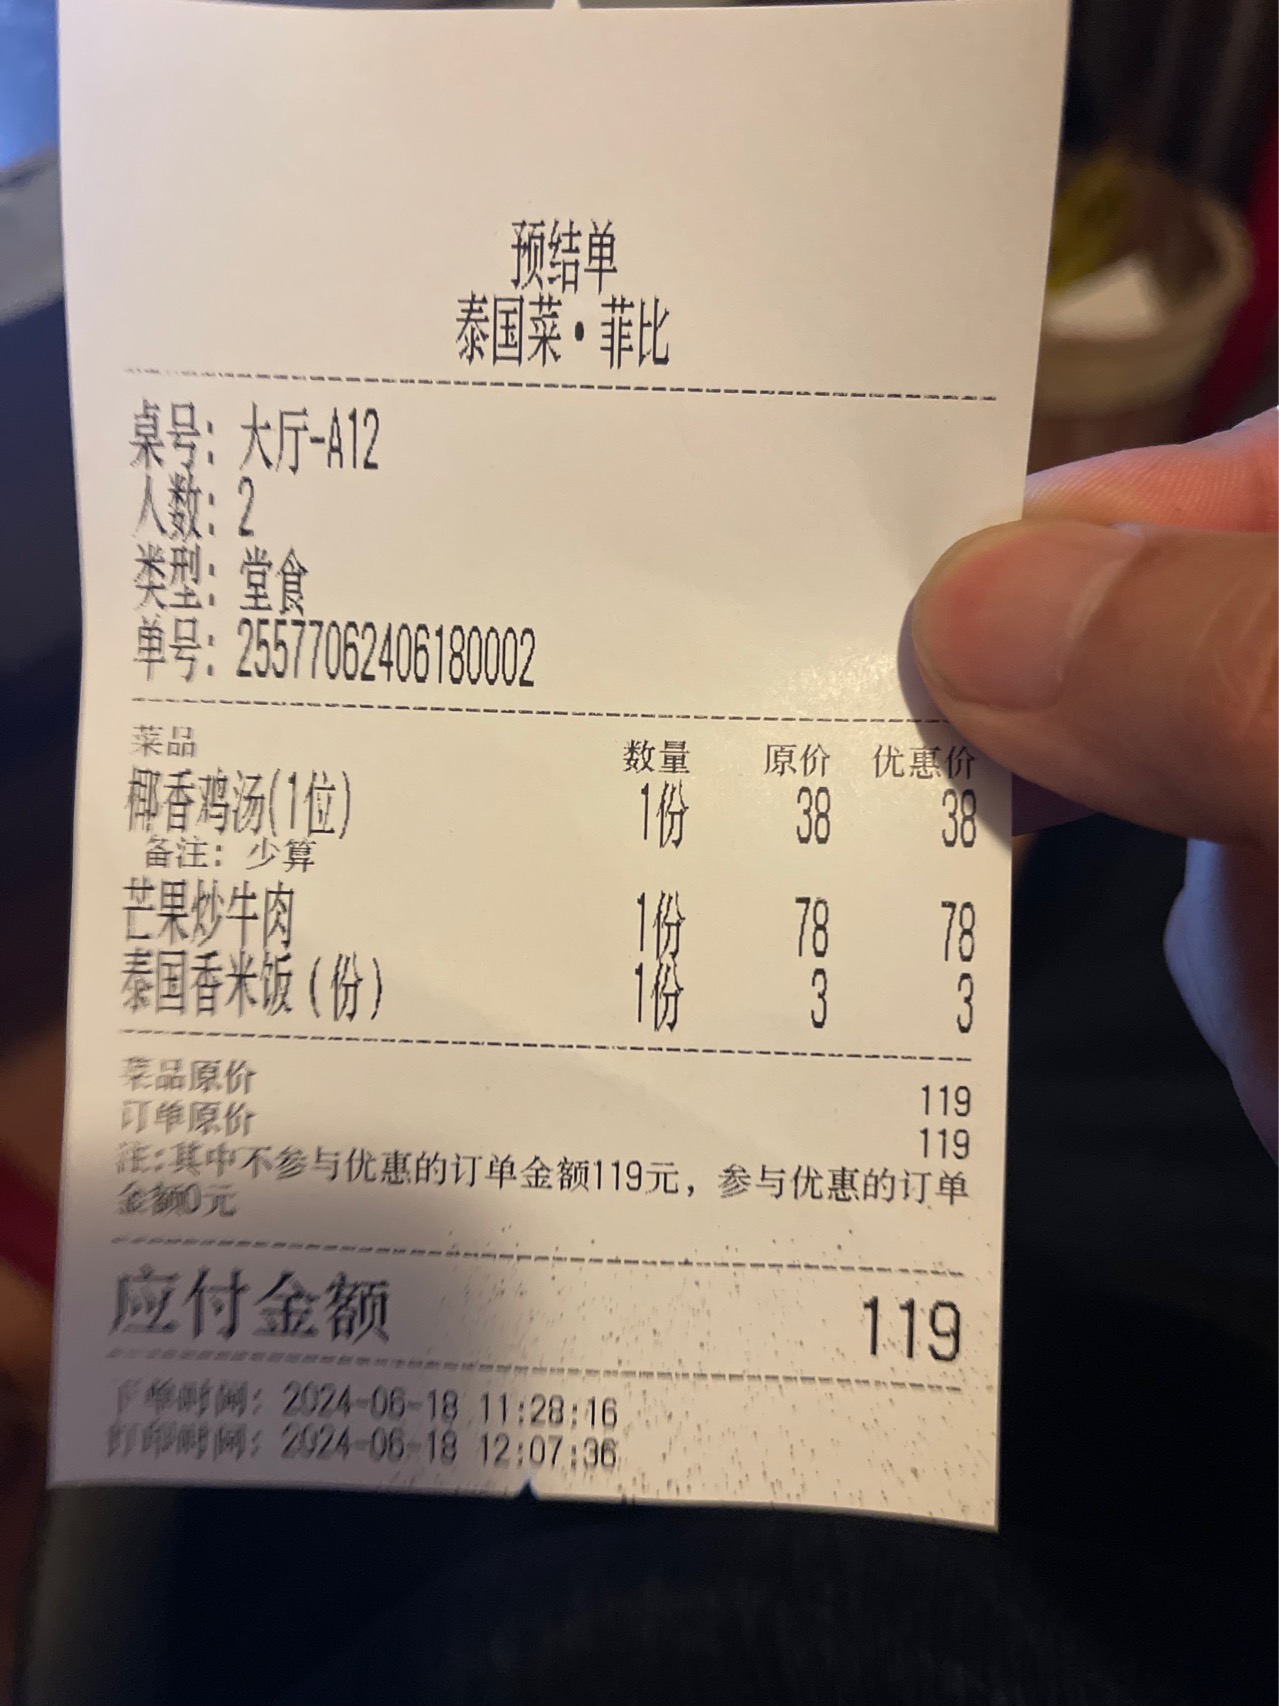 预结单
泰国菜·菲比
桌号：大厅-A12
人数：2
类型：堂食
单号：25577062406180002
菜品 数量 原价 优惠价
椰香鸡汤(1位) 1份 38 38
备注：少算
芒果炒牛肉 1份 78 78
泰国香米饭(份) 1份 3 3
菜品原价 119
订单原价 119
注:其中不参与优惠的订单金额119元，参与优惠的订单
金额0元
应付金额 119
下单时间：2024-06-18 11:28:16
打印时间：2024-06-18 12:07:36